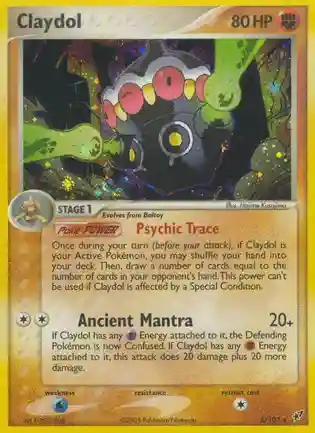 Claydol 80 HP
Illus. Hajime Kusajima
STAGE 1
Evolves from Baltoy
Poké-POWER Psychic Trace
Once during your turn (before your attack), if Claydol is
your Active Pokémon, you may shuffle your hand into
your deck. Then, draw a number of cards equal to the
number of cards in your opponent's hand. This power can't
be used if Claydol is affected by a Special Condition.
Ancient Mantra 20+
If Claydol has any Energy attached to it, the Defending
Pokémon is now Confused. If Claydol has any Energy
attached to it, this attack does 20 damage plus 20 more
damage.
weakness resistance retreat cost
©2005 Pokémon/Nintendo